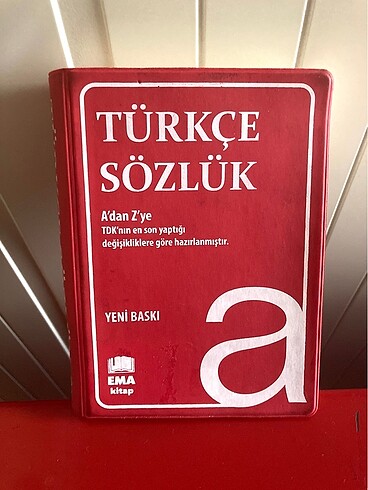 TÜRKÇE
SÖZLÜK
A'dan Z'ye
TDK'nın en son yaptığı
değişikliklere göre hazırlanmıştır.
YENİ BASKI
a
EMA
kitap